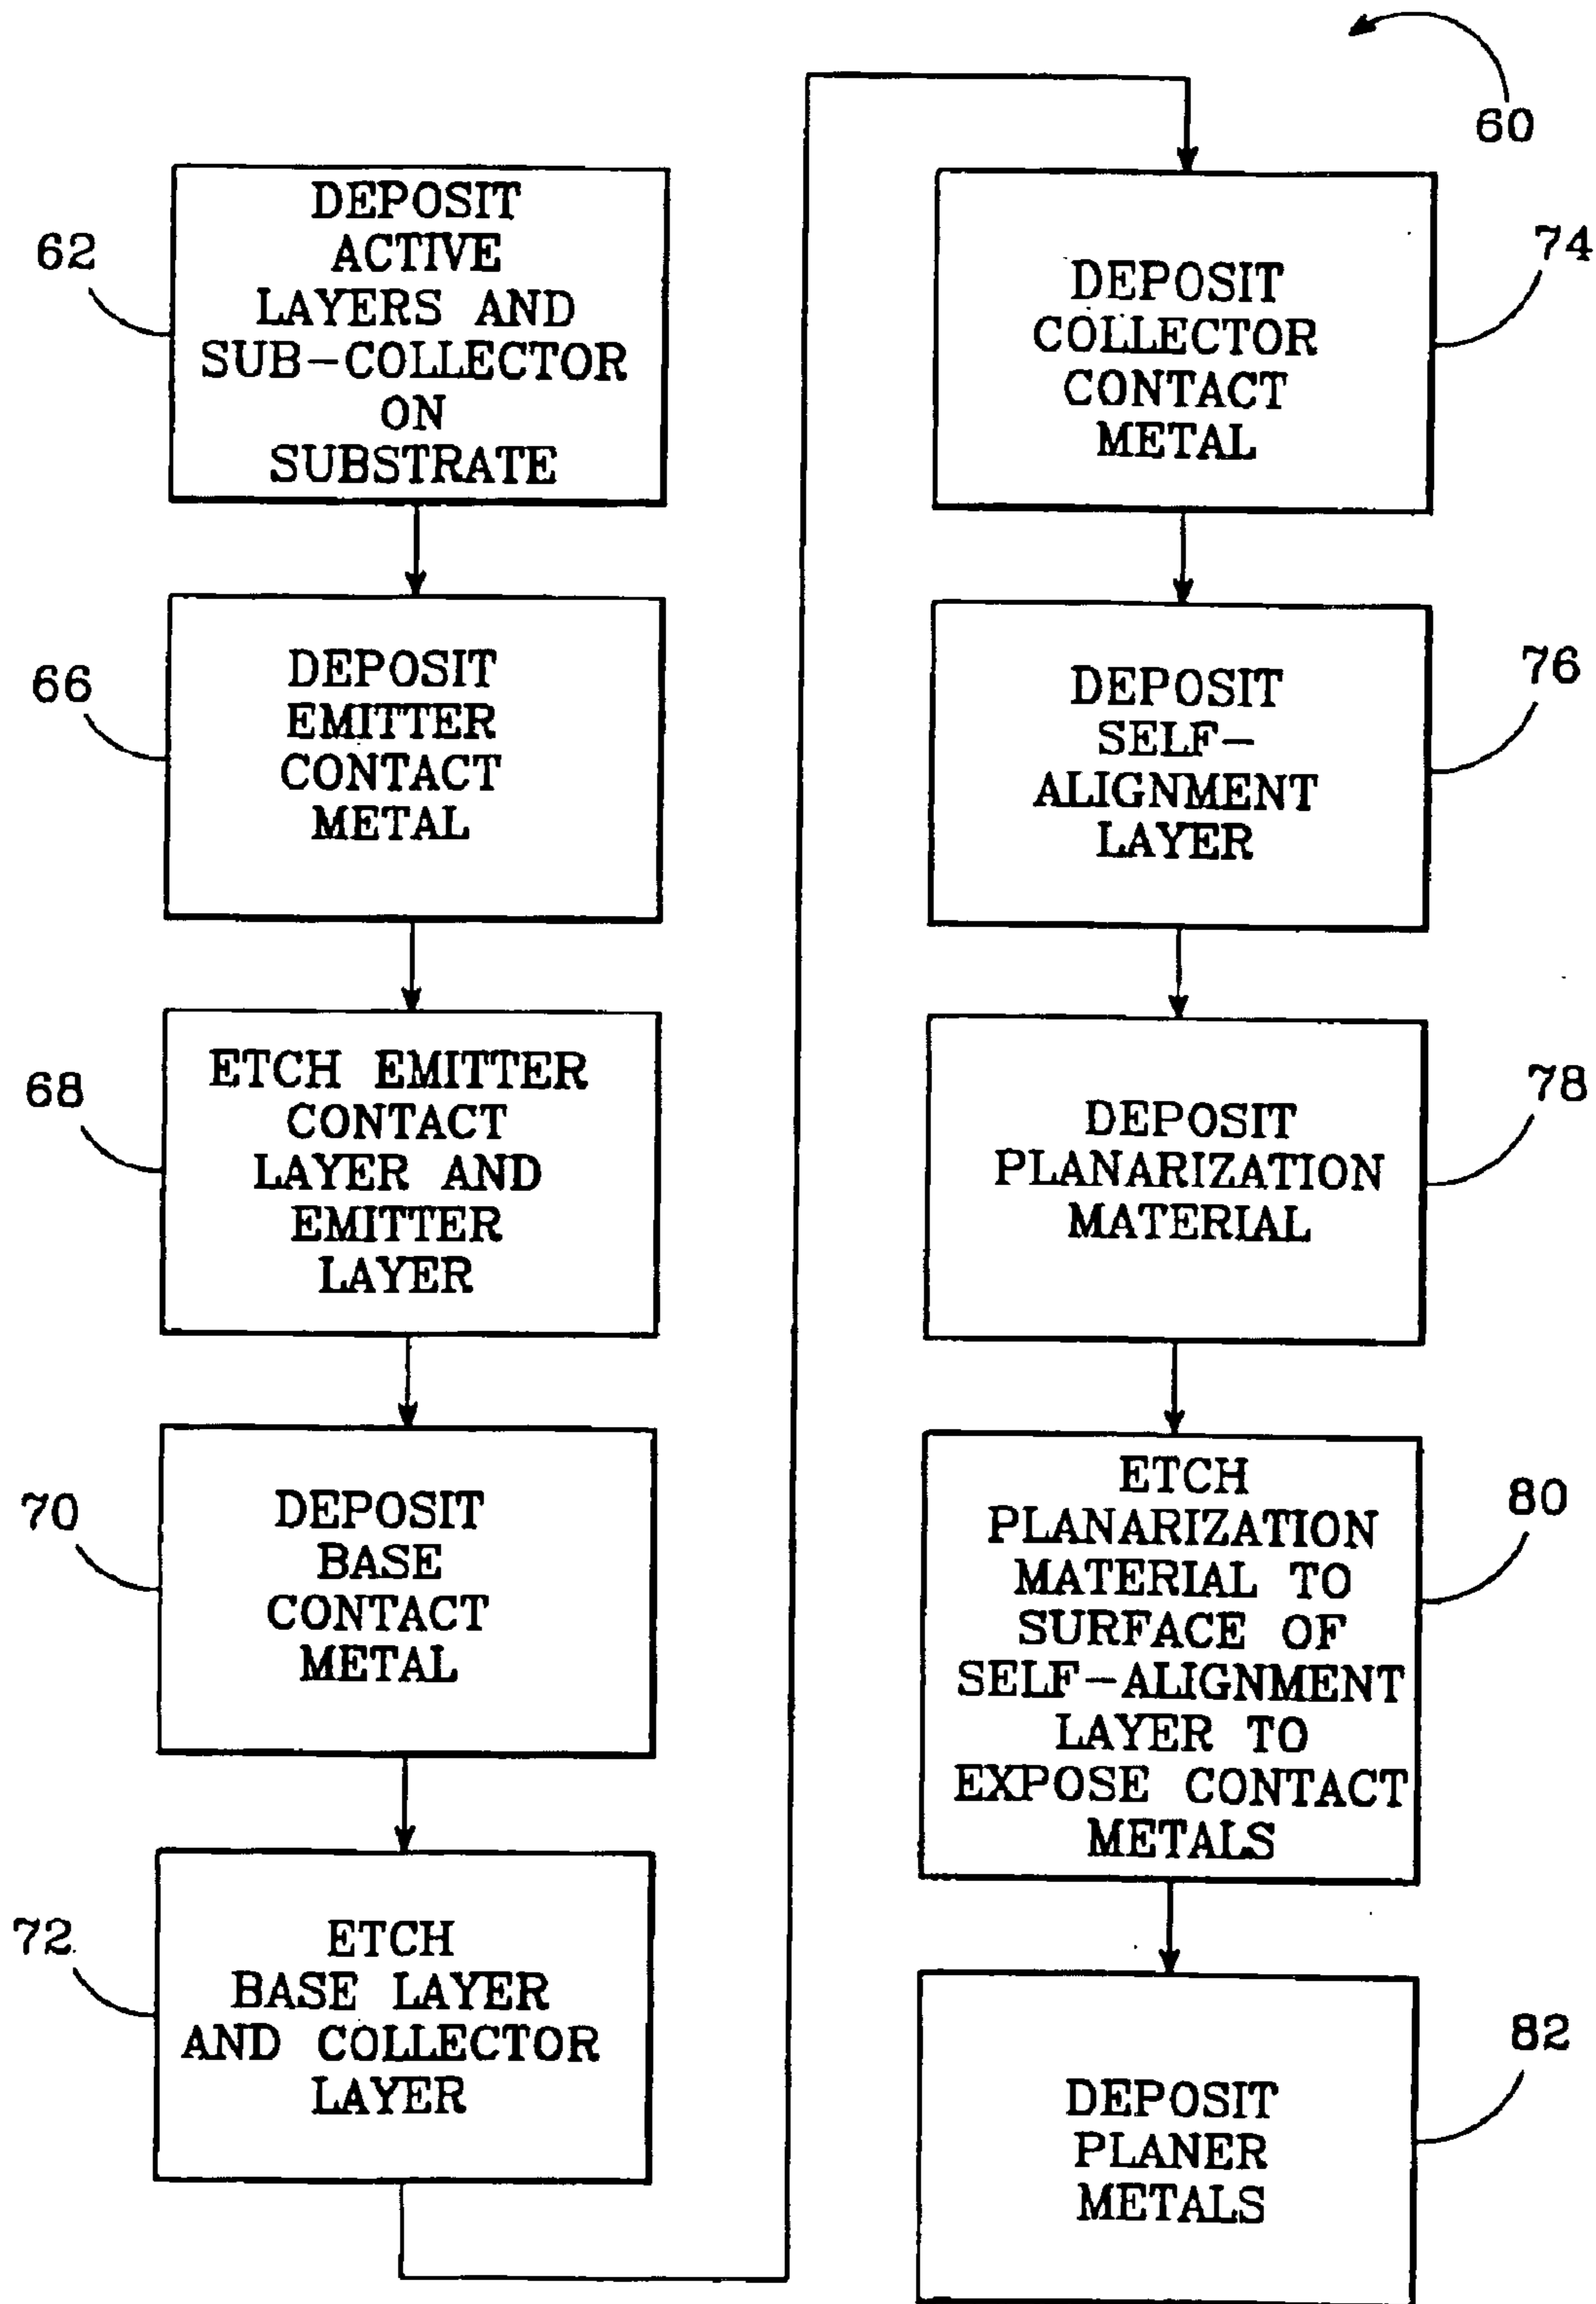 60
62
DEPOSIT
ACTIVE
LAYERS AND
SUB-COLLECTOR
ON
SUBSTRATE
66
DEPOSIT
EMITTER
CONTACT
METAL
68
ETCH EMITTER
CONTACT
LAYER AND
EMITTER
LAYER
70
DEPOSIT
BASE
CONTACT
METAL
72
ETCH
BASE LAYER
AND COLLECTOR
LAYER
74
DEPOSIT
COLLECTOR
CONTACT
METAL
76
DEPOSIT
SELF-
ALIGNMENT
LAYER
78
DEPOSIT
PLANARIZATION
MATERIAL
80
ETCH
PLANARIZATION
MATERIAL TO
SURFACE OF
SELF-ALIGNMENT
LAYER TO
EXPOSE CONTACT
METALS
82
DEPOSIT
PLANER
METALS